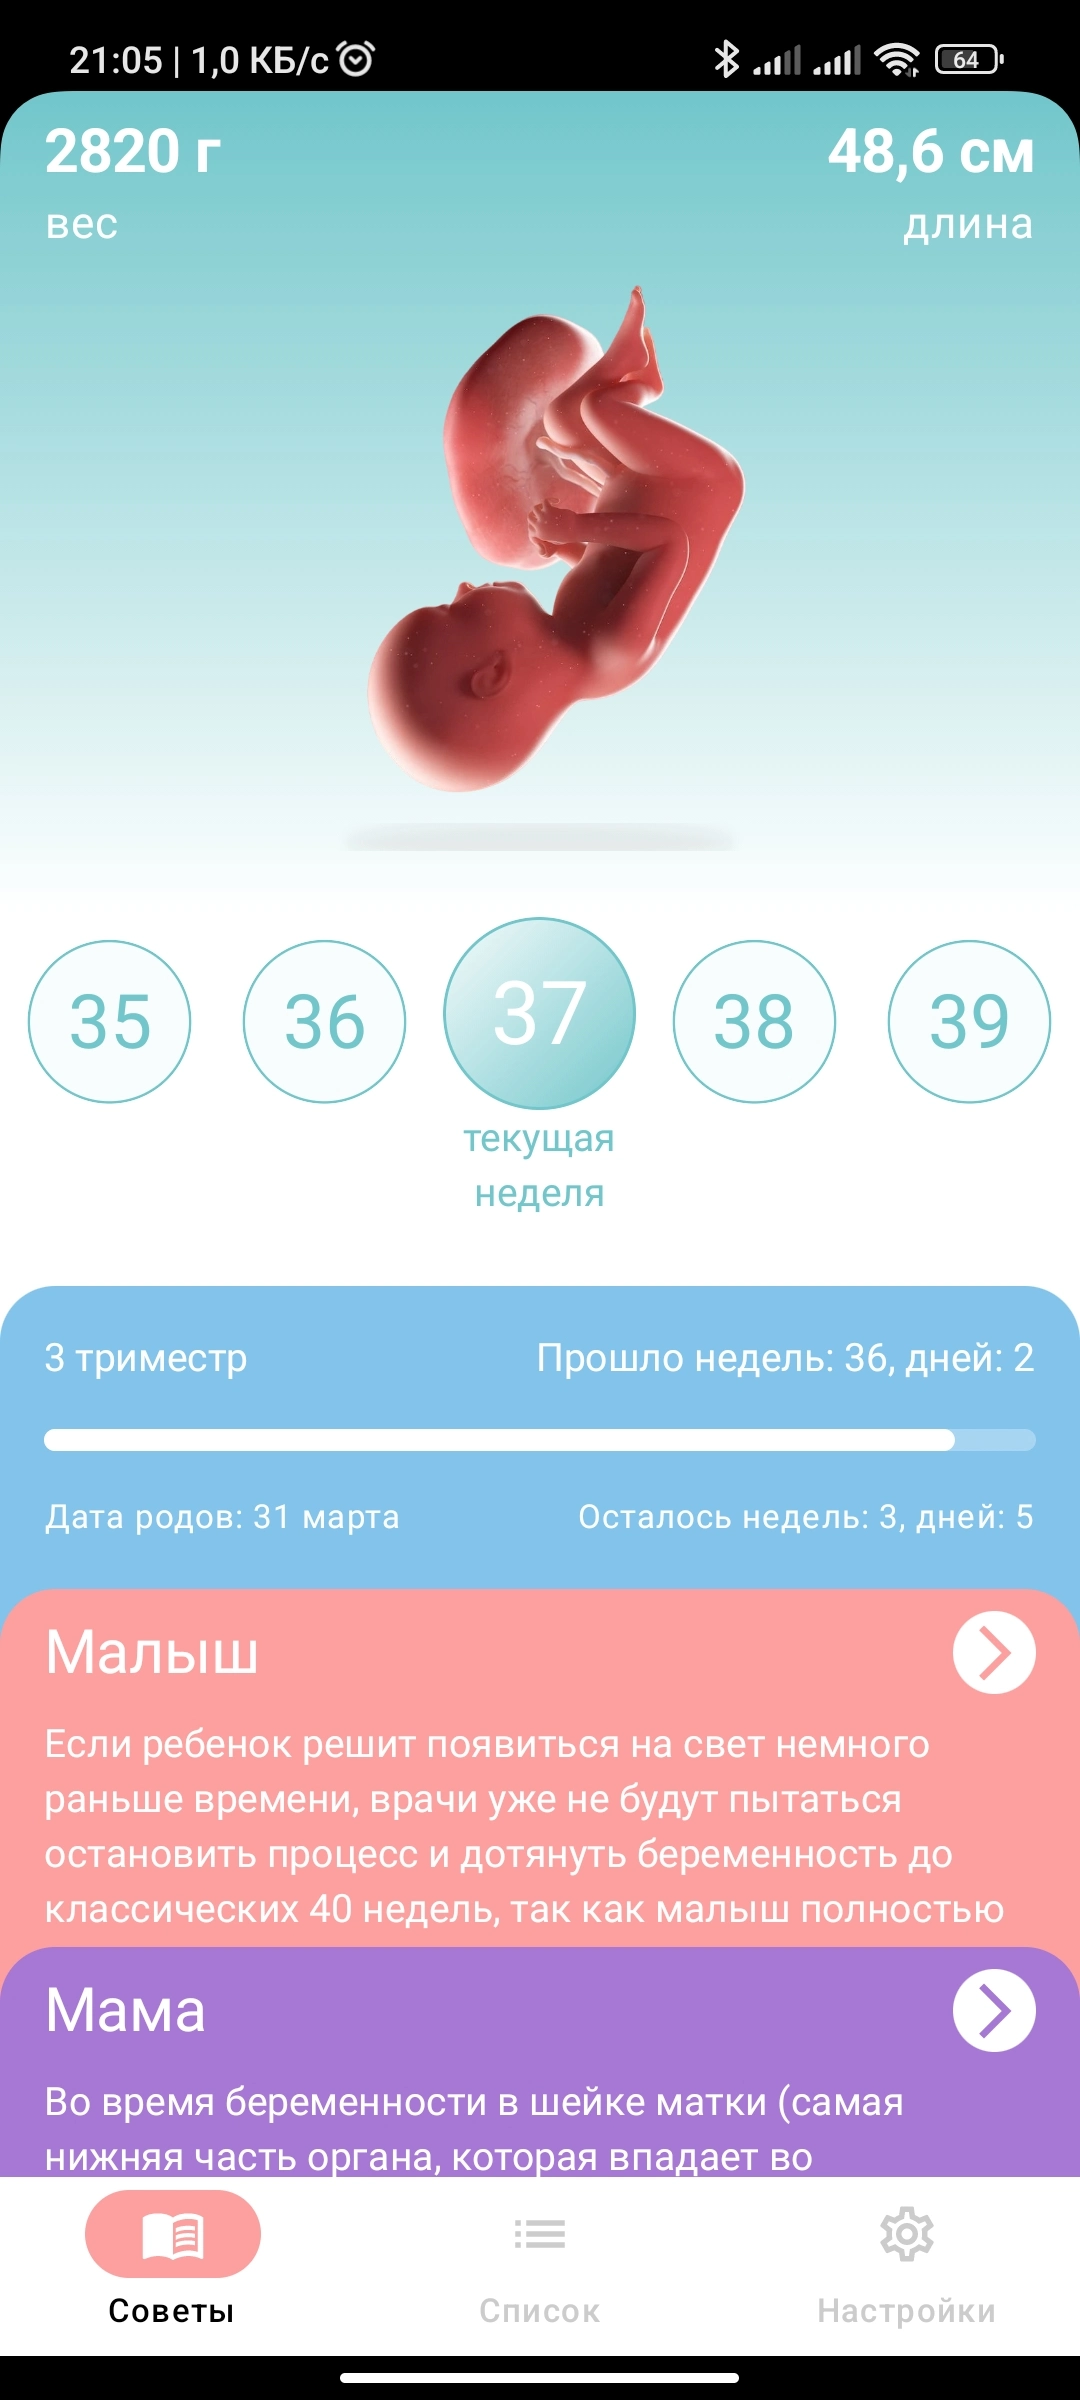 21:05 | 1,0 КБ/с
64
2820 г
48,6 см
вес
длина
35
36
37
38
39
текущая
неделя
3 триместр
Прошло недель: 36, дней: 2
Дата родов: 31 марта
Осталось недель: 3, дней: 5
Малыш
Если ребенок решит появиться на свет немного
раньше времени, врачи уже не будут пытаться
остановить процесс и дотянуть беременность до
классических 40 недель, так как малыш полностью
Мама
Во время беременности в шейке матки (самая
нижняя часть органа, которая впадает во
Советы
Список
Настройки